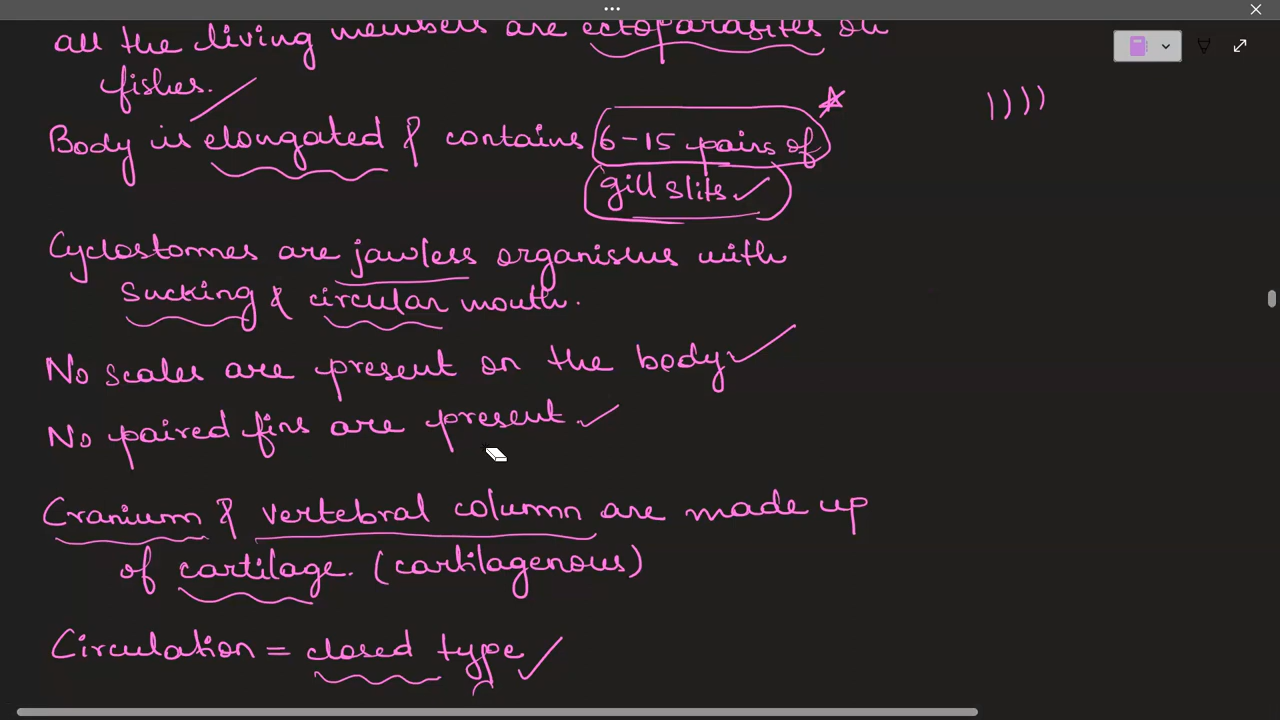 all the living members are ectoparasites on
fishes.
Body is elongated & contains 6-15 pairs of
gill slits
Cyclostomes are jawless organisms with
sucking & circular mouth.
No scales are present on the body
No paired fins are present.
Cranium & vertebral column are made up
of cartilage. (cartilagenous)
Circulation = closed type